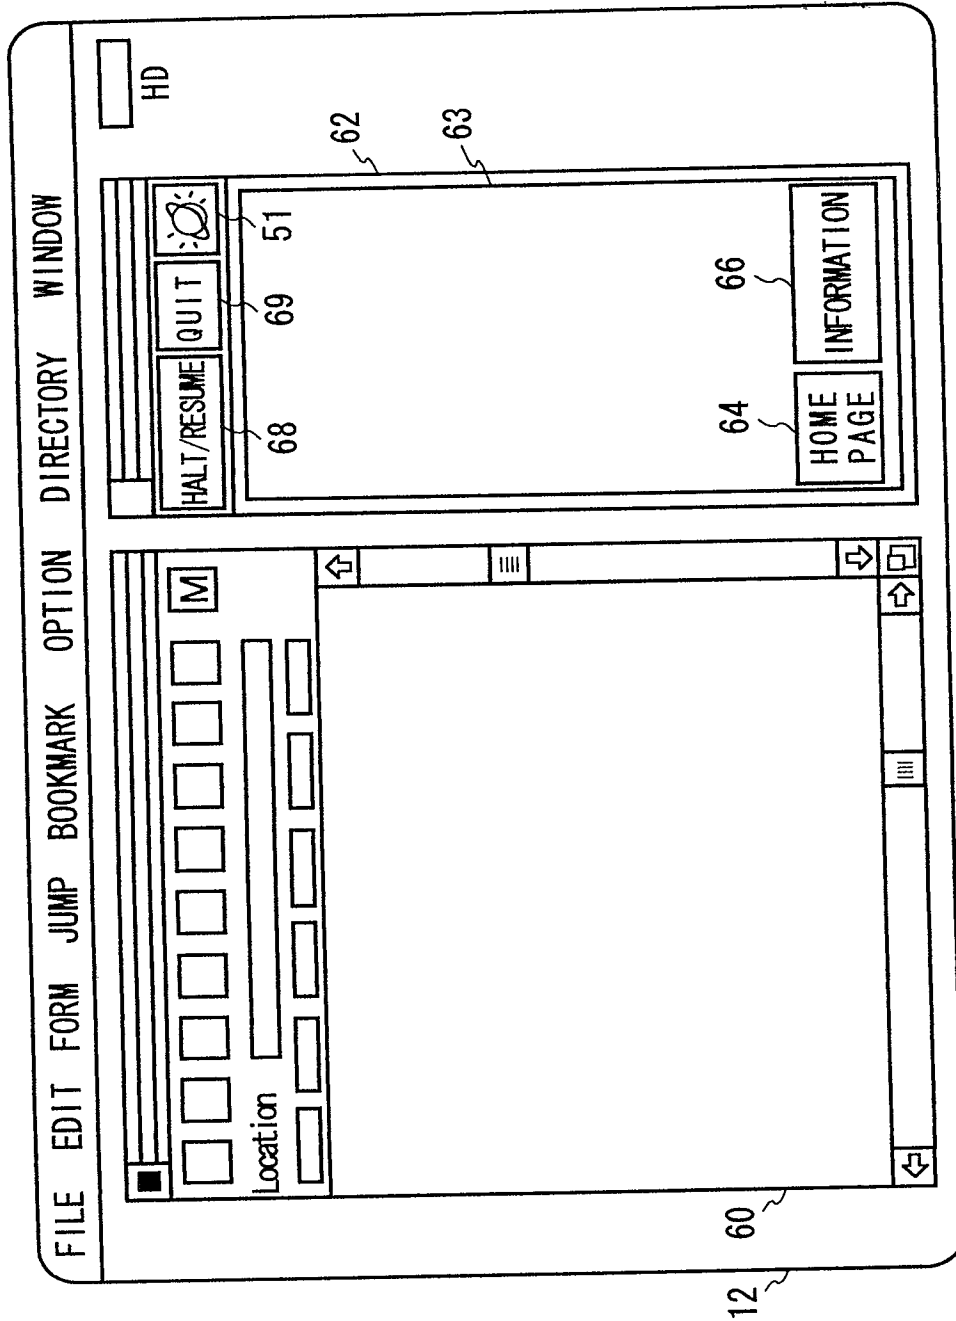 FILE EDIT FORM JUMP BOOKMARK OPTION DIRECTORY WINDOW
HD
M
Location
HALT/RESUME
QUIT
68
69
51
62
63
64
66
HOME
PAGE
INFORMATION
60
12